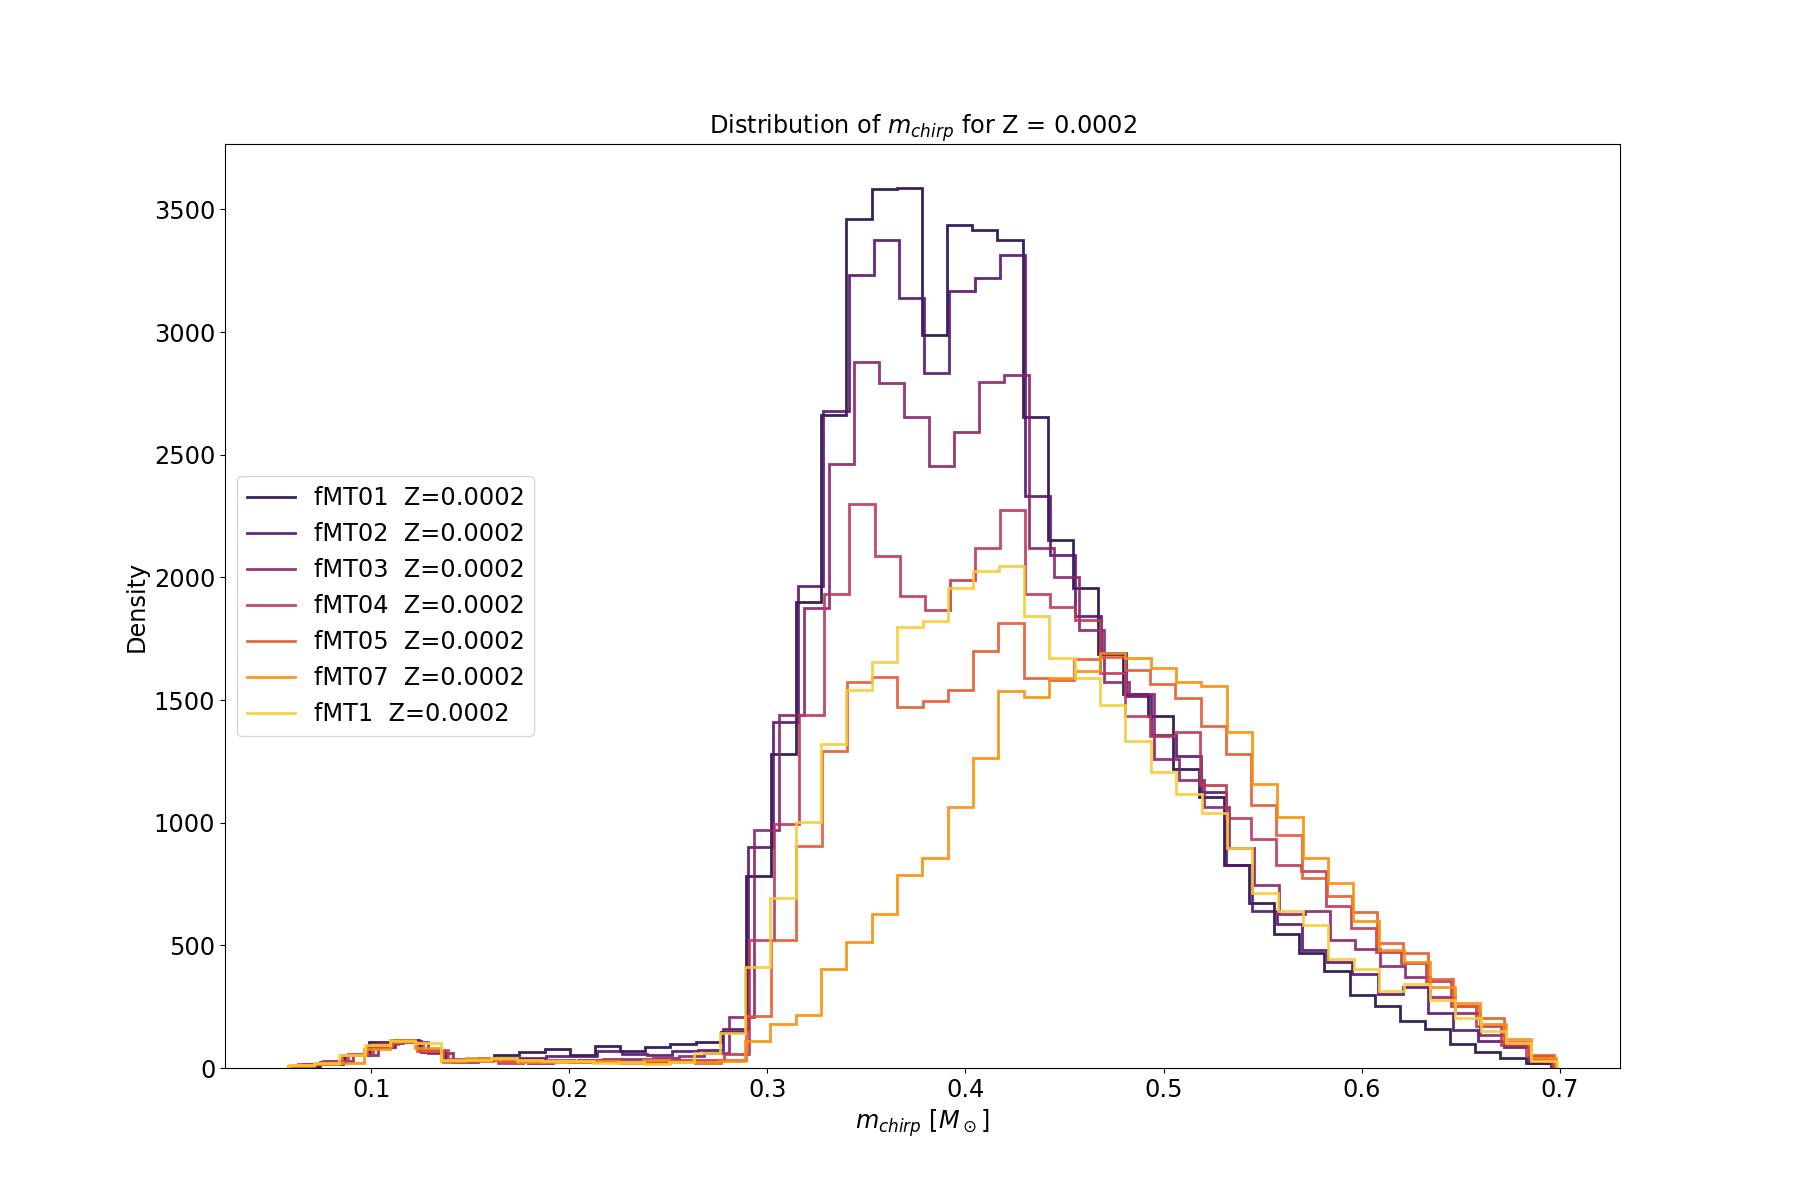 Distribution of m_chirp for Z = 0.0002
3500
3000
2500
2000
1500
1000
500
0
Density
fMT01 Z=0.0002
fMT02 Z=0.0002
fMT03 Z=0.0002
fMT04 Z=0.0002
fMT05 Z=0.0002
fMT07 Z=0.0002
fMT1 Z=0.0002
0.1 0.2 0.3 0.4 0.5 0.6 0.7
m_chirp [M_⊙]